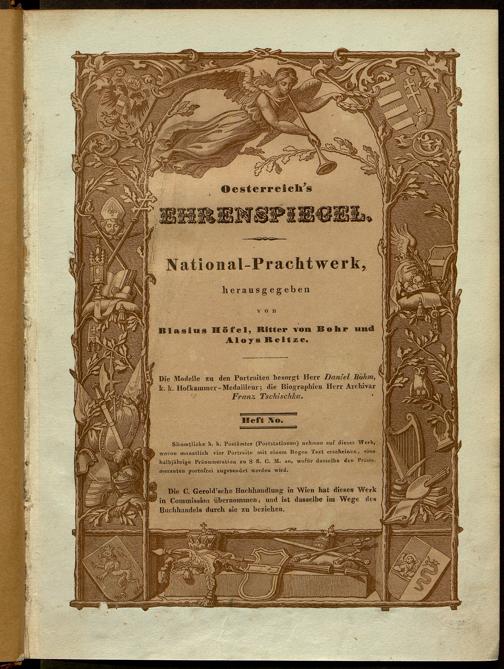 Oesterreich's
EHRENSPIEGEL.
National-Prachtwerk,
herausgegeben
VON
Blasius Höfel, Ritter von Bohr und
Aloys Reitze.
Die Modelle zu den Portraiten besorgt Herr Daniel Böhm,
k. k. Hofkammer-Medailleur; die Biographien Herr Archivar
Franz Tschischka.
Heft No.
Sämmtliche k. k. Postämter (Poststationen) nehmen auf dieses Werk,
wovon monatlich vier Portraite mit einem Bogen Text erscheinen, eine
halbjährige Pränumeration zu 8 fl. C. M. an, wofür dasselbe den Pränu-
meranten portofrei zugesendet werden wird.
Die C. Gerold'sche Buchhandlung in Wien hat dieses Werk
in Commission übernommen, und ist dasselbe im Wege des
Buchhandels durch sie zu beziehen.